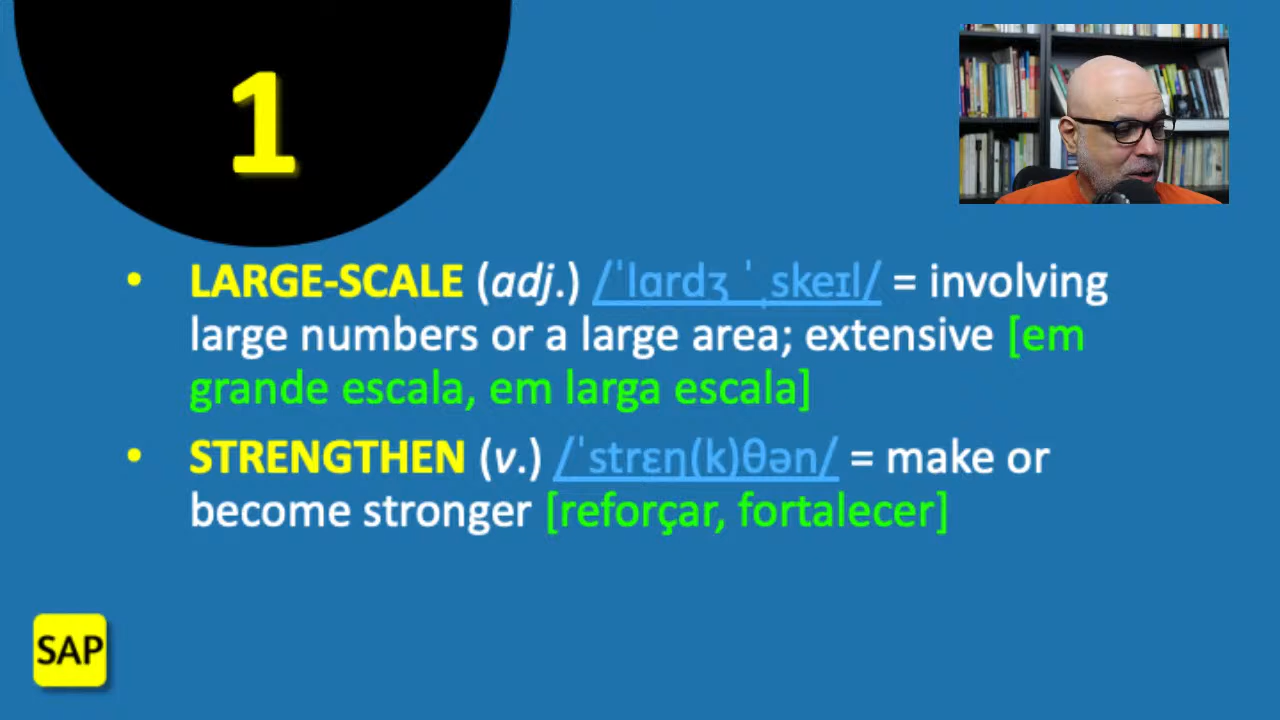 1
• LARGE-SCALE (adj.) /ˈlɑrdʒ ˈˌskeɪl/ = involving
large numbers or a large area; extensive [em
grande escala, em larga escala]
• STRENGTHEN (v.) /ˈstrɛŋ(k)θən/ = make or
become stronger [reforçar, fortalecer]
SAP